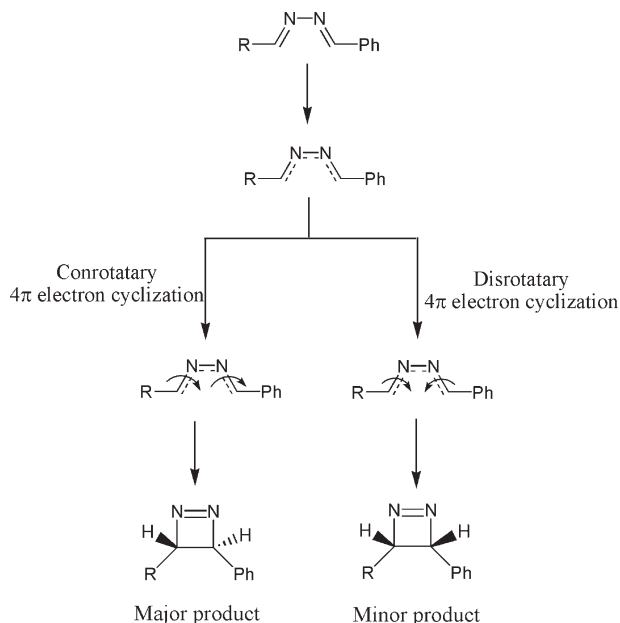 N—N
R Ph
N—N
R Ph
Conrotatary
4π electron cyclization
Disrotatary
4π electron cyclization
N N
R Ph
N N
R Ph
N=N
H H
R Ph
N=N
H H
R Ph
Major product
Minor product